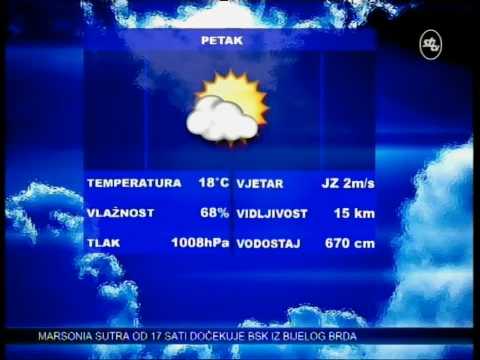 PETAK
TEMPERATURA 18°C VJETAR JZ 2m/s
VLAŽNOST 68% VIDLJIVOST 15 km
TLAK 1008hPa VODOSTAJ 670 cm
MARSONIA SUTRA OD 17 SATI DOČEKUJE BSK IZ BIJELOG BRDA